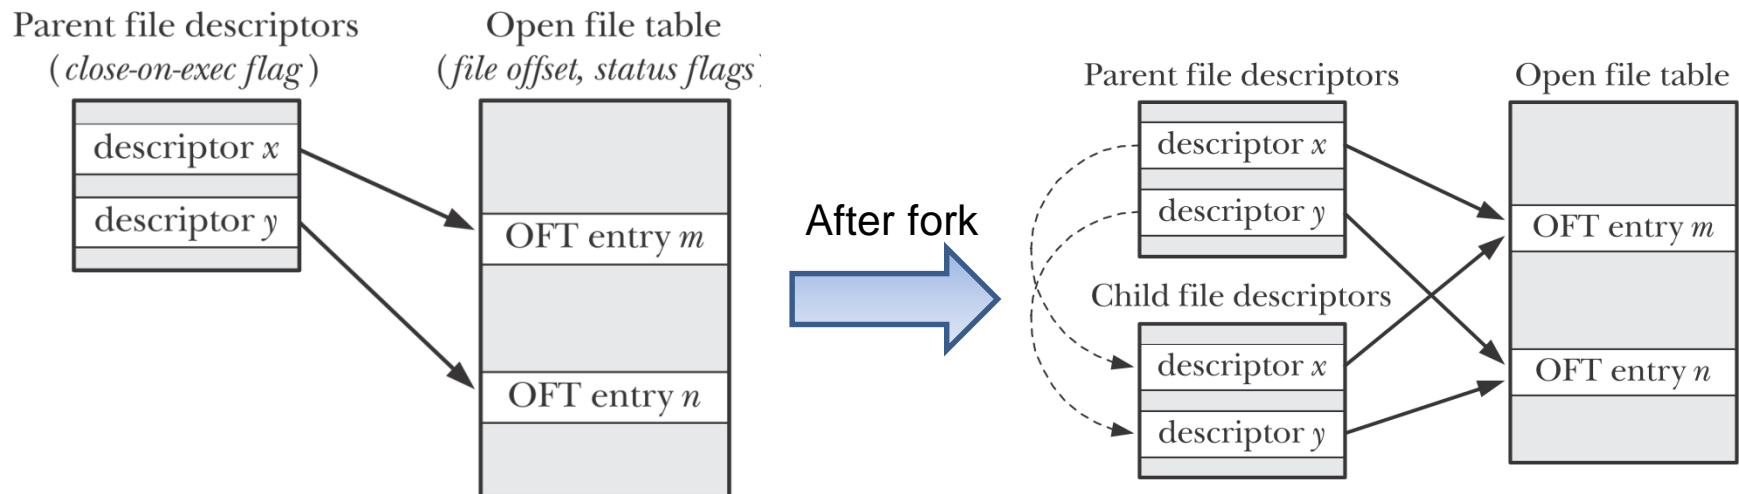 Parent file descriptors
(close-on-exec flag)
descriptor x
descriptor y
Open file table
(file offset, status flags)
OFT entry m
OFT entry n
After fork
Parent file descriptors
descriptor x
descriptor y
Child file descriptors
descriptor x
descriptor y
Open file table
OFT entry m
OFT entry n